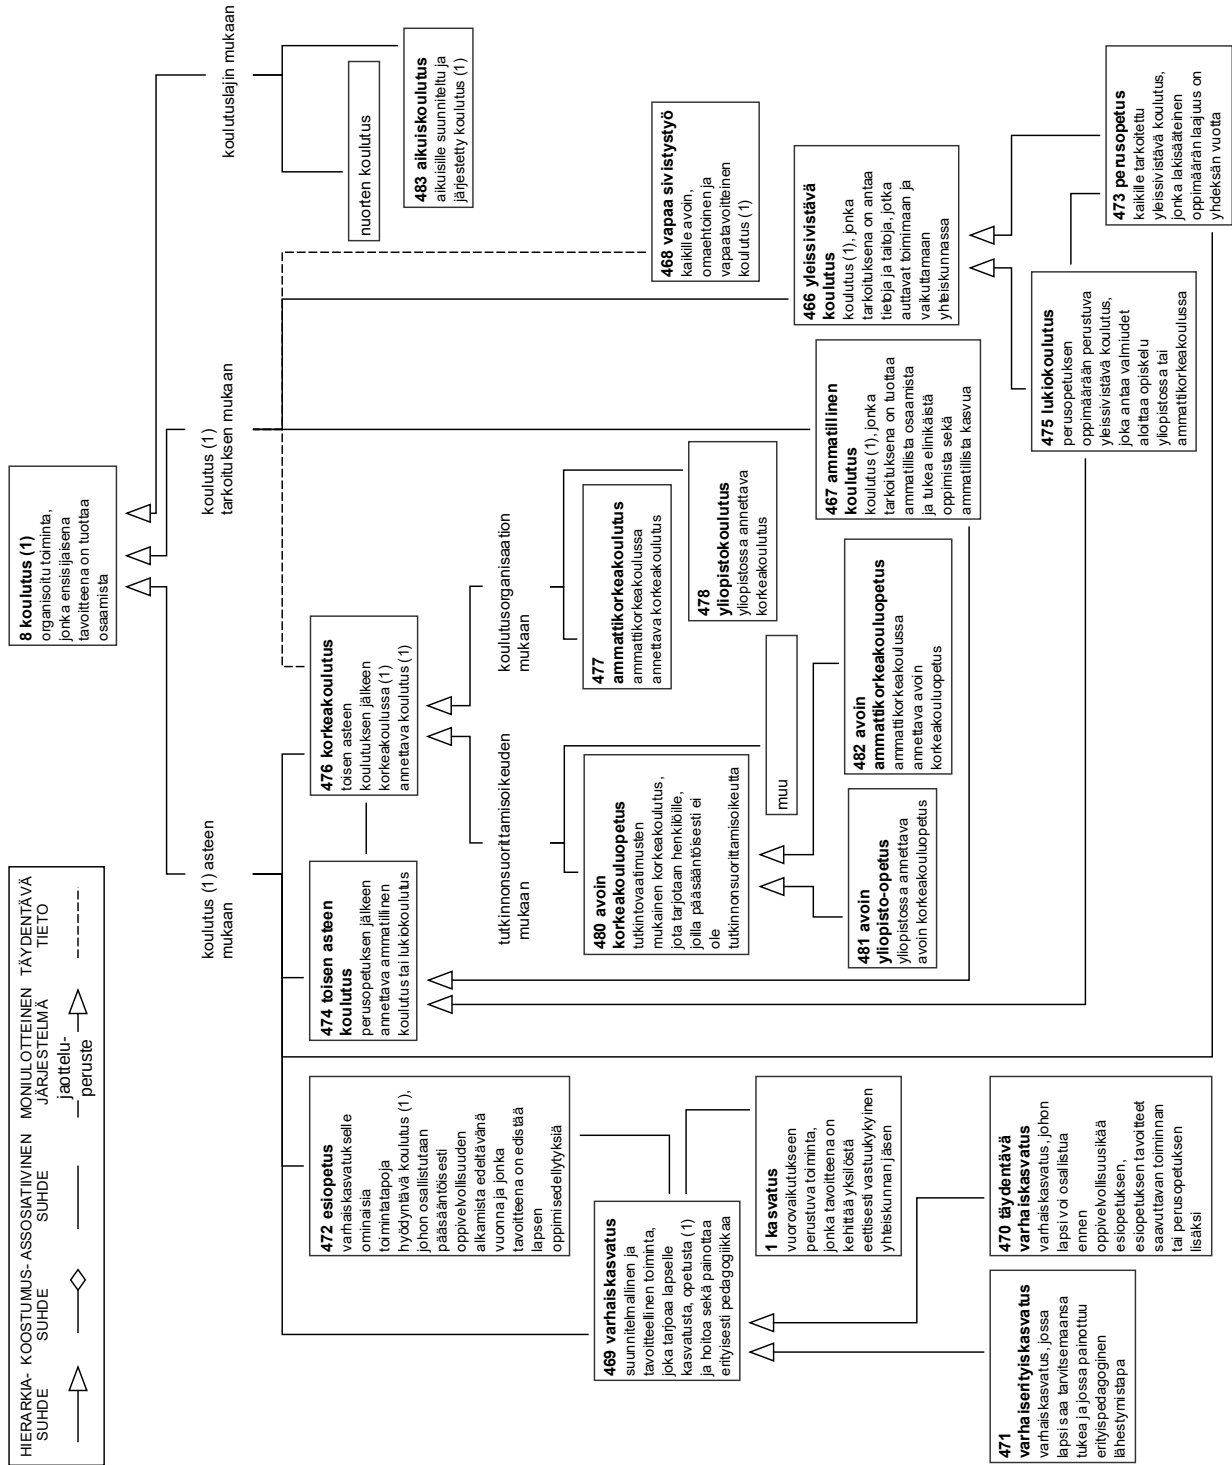 HIERARKIA-
SUHDE
KOOSTUMUS-
SUHDE
ASSOSIATIIVINEN
SUHDE
MONIULOTTEINEN
JÄRJESTELMÄ
TÄYDENTÄVÄ
TIETO
jaottelu-
peruste
8 koulutus (1)
organisoitu toiminta,
jonka ensisijaisena
tavoitteena on tuottaa
osaamista
koulutus (1) asteen
mukaan
koulutus (1)
tarkoituksen mukaan
koulutuslajin mukaan
nuorten koulutus
483 aikuiskoulutus
aikuisille suunniteltu ja
järjestetty koulutus (1)
472 esiopetus
varhaiskasvatukselle
ominaisia
toimintatapoja
hyödyntävä koulutus (1),
johon osallistutaan
pääsääntöisesti
oppivelvollisuuden
alkamista edeltävänä
vuonna ja jonka
tavoitteena on edistää
lapsen
oppimisedellytyksiä
474 toisen asteen
koulutus
perusopetuksen jälkeen
annettava ammatillinen
koulutus tai lukiokoulutus
476 korkeakoulutus
toisen asteen
koulutuksen jälkeen
korkeakoulussa (1)
annettava koulutus (1)
tutkinnonsuorittamisoikeuden
mukaan
koulutusorganisaation
mukaan
477
ammattikorkeakoulutus
ammattikorkeakoulussa
annettava korkeakoulutus
478
yliopistokoulutus
yliopistossa annettava
korkeakoulutus
480 avoin
korkeakouluopetus
tutkintovaatimusten
mukainen korkeakoulutus,
jota tarjotaan henkilöille,
joilla pääsääntöisesti ei
ole
tutkinnonsuorittamisoikeutta
muu
481 avoin
yliopisto-opetus
yliopistossa annettava
avoin korkeakouluopetus
482 avoin
ammattikorkeakouluopetus
ammattikorkeakoulussa
annettava avoin
korkeakouluopetus
468 vapaa sivistystyö
kaikille avoin,
omaehtoinen ja
vapaatavoitteinen
koulutus (1)
467 ammatillinen
koulutus
koulutus (1), jonka
tarkoituksena on tuottaa
ammatillista osaamista
ja tukea elinikäistä
oppimista sekä
ammatillista kasvua
466 yleissivistävä
koulutus
koulutus (1), jonka
tarkoituksena on antaa
tietoja ja taitoja, jotka
auttavat toimimaan ja
vaikuttamaan
yhteiskunnassa
475 lukiokoulutus
perusopetuksen
oppimäärään perustuva
yleissivistävä koulutus,
joka antaa valmiudet
aloittaa opiskelu
yliopistossa tai
ammattikorkeakoulussa
473 perusopetus
kaikille tarkoitettu
yleissivistävä koulutus,
jonka lakisääteinen
oppimäärän laajuus on
yhdeksän vuotta
469 varhaiskasvatus
suunnitelmallinen ja
tavoitteellinen toiminta,
joka tarjoaa lapselle
kasvatusta, opetusta (1)
ja hoitoa sekä painottaa
erityisesti pedagogiikkaa
1 kasvatus
vuorovaikutukseen
perustuva toiminta,
jonka tavoitteena on
kehittää yksilöstä
eettisesti vastuukykyinen
yhteiskunnan jäsen
471
varhaiserityiskasvatus
varhaiskasvatus, jossa
lapsi saa tarvitsemaansa
tukea ja jossa painottuu
erityispedagoginen
lähestymistapa
470 täydentävä
varhaiskasvatus
varhaiskasvatus, johon
lapsi voi osallistua
ennen
oppivelvollisuusikää
esiopetuksen,
esiopetuksen tavoitteet
saavuttavan toiminnan
tai perusopetuksen
lisäksi